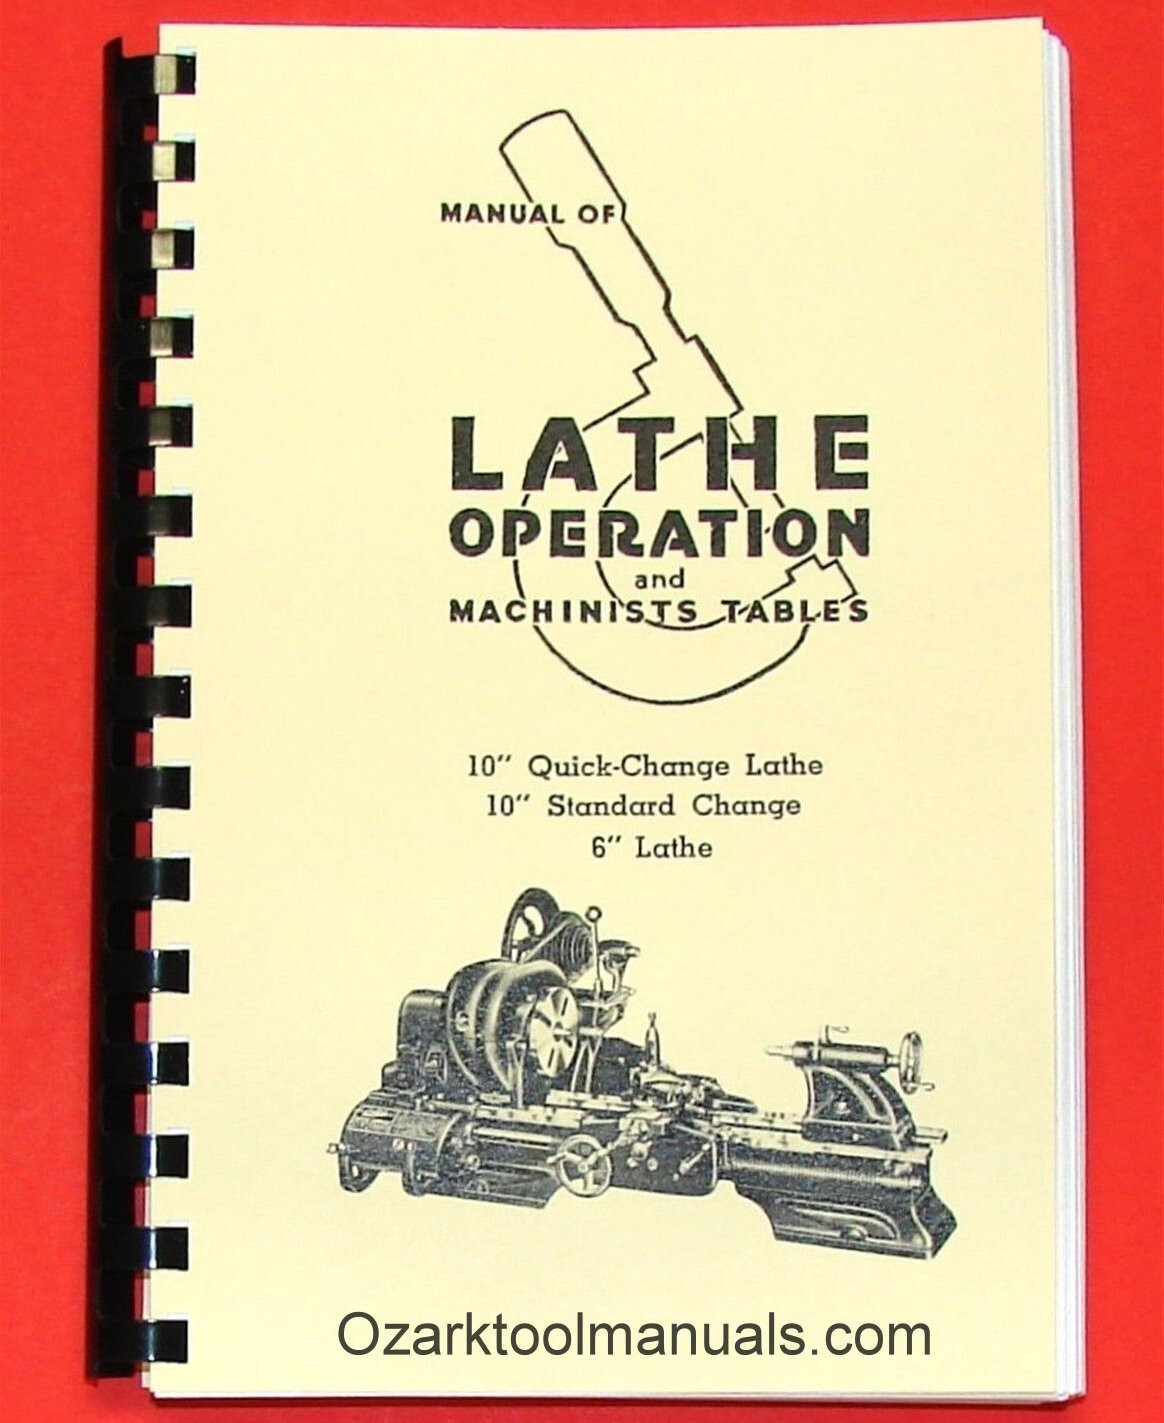 MANUAL OF
LATHE
OPERATION
and
MACHINISTS TABLES
10" Quick-Change Lathe
10" Standard Change
6" Lathe
Ozarktoolmanuals.com